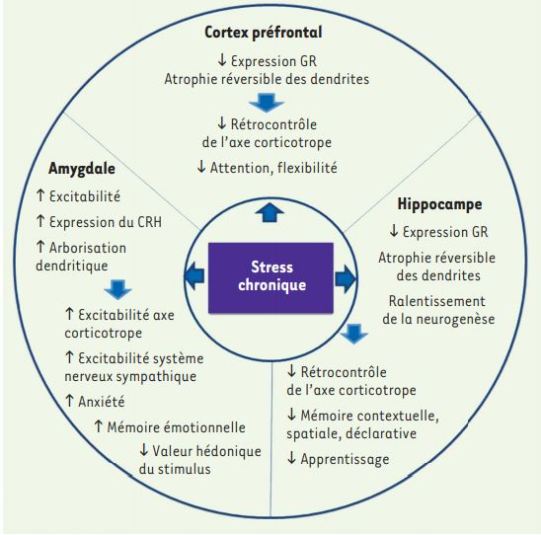 Cortex préfrontal
↓ Expression GR
Atrophie réversible des dendrites
↓ Rétrocontrôle
de l'axe corticotrope
↓ Attention, flexibilité
Amygdale
↑ Excitabilité
↑ Expression du CRH
↑ Arborisation
dendritique
↑ Excitabilité axe
corticotrope
↑ Excitabilité système
nerveux sympathique
↑ Anxiété
↑ Mémoire émotionnelle
↓ Valeur hédonique
du stimulus
Stress
chronique
Hippocampe
↓ Expression GR
Atrophie réversible
des dendrites
Ralentissement
de la neurogenèse
↓ Rétrocontrôle
de l'axe corticotrope
↓ Mémoire contextuelle,
spatiale, déclarative
↓ Apprentissage